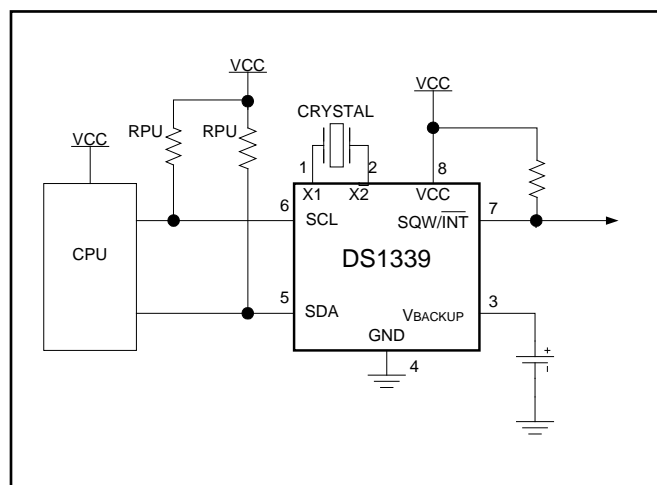 VCC
VCC
VCC
RPU
RPU
CRYSTAL
1
2
8
X1
X2
VCC
6
SCL
SQW/INT
7
CPU
DS1339
5
SDA
VBACKUP
3
GND
4
+
-